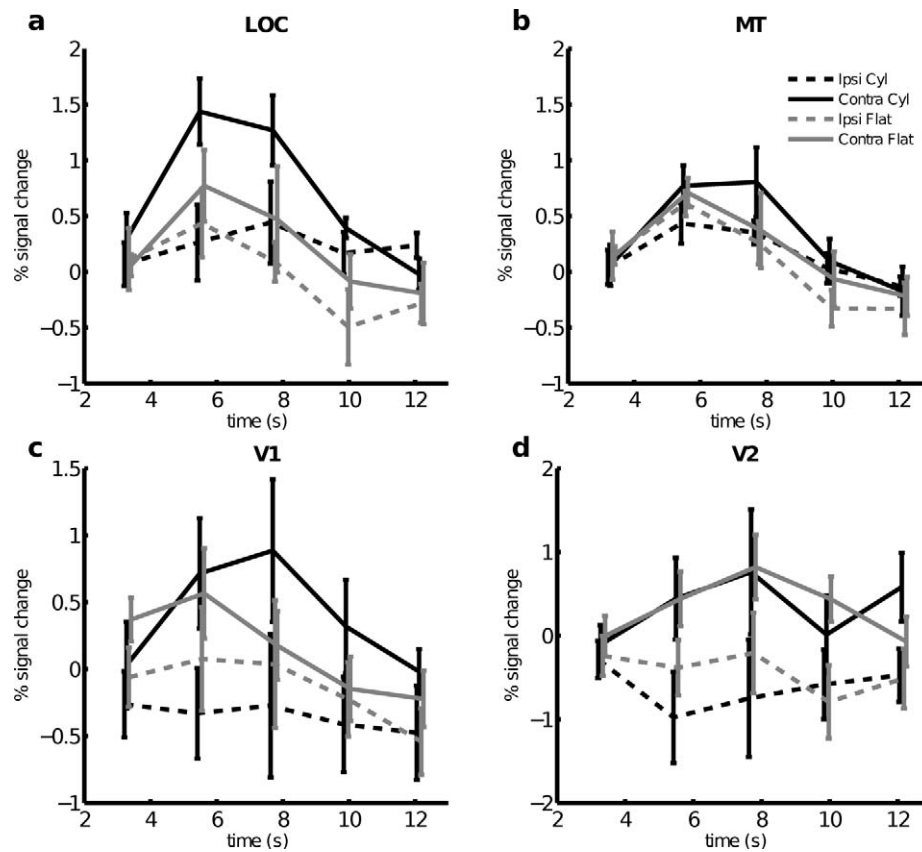 a LOC
2
1.5
1
0.5
0
−0.5
−1
2 4 6 8 10 12
time (s)
% signal change
b MT
Ipsi Cyl
Contra Cyl
Ipsi Flat
Contra Flat
2
1.5
1
0.5
0
−0.5
−1
2 4 6 8 10 12
time (s)
% signal change
c V1
1.5
1
0.5
0
−0.5
−1
2 4 6 8 10 12
time (s)
% signal change
d V2
2
1
0
−1
−2
2 4 6 8 10 12
time (s)
% signal change